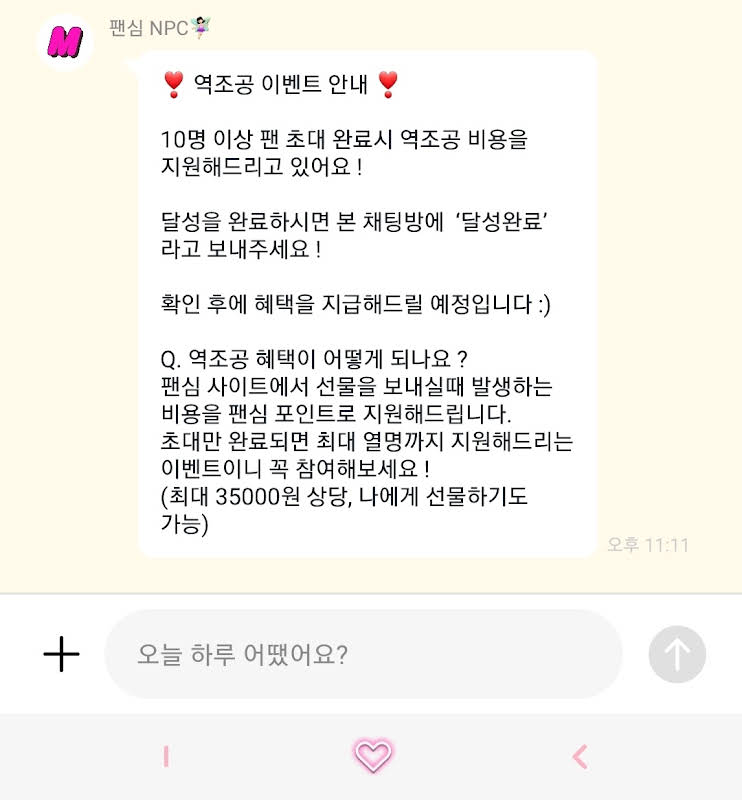 M
팬심 NPC🧚🏻‍♀️
❣️ 역조공 이벤트 안내 ❣️
10명 이상 팬 초대 완료시 역조공 비용을
지원해드리고 있어요 !
달성을 완료하시면 본 채팅방에 ‘달성완료’
라고 보내주세요 !
확인 후에 혜택을 지급해드릴 예정입니다 :)
Q. 역조공 혜택이 어떻게 되나요 ?
팬심 사이트에서 선물을 보내실때 발생하는
비용을 팬심 포인트로 지원해드립니다.
초대만 완료되면 최대 열명까지 지원해드리는
이벤트이니 꼭 참여해보세요 !
(최대 35000원 상당, 나에게 선물하기도
가능)
오후 11:11
오늘 하루 어땠어요?